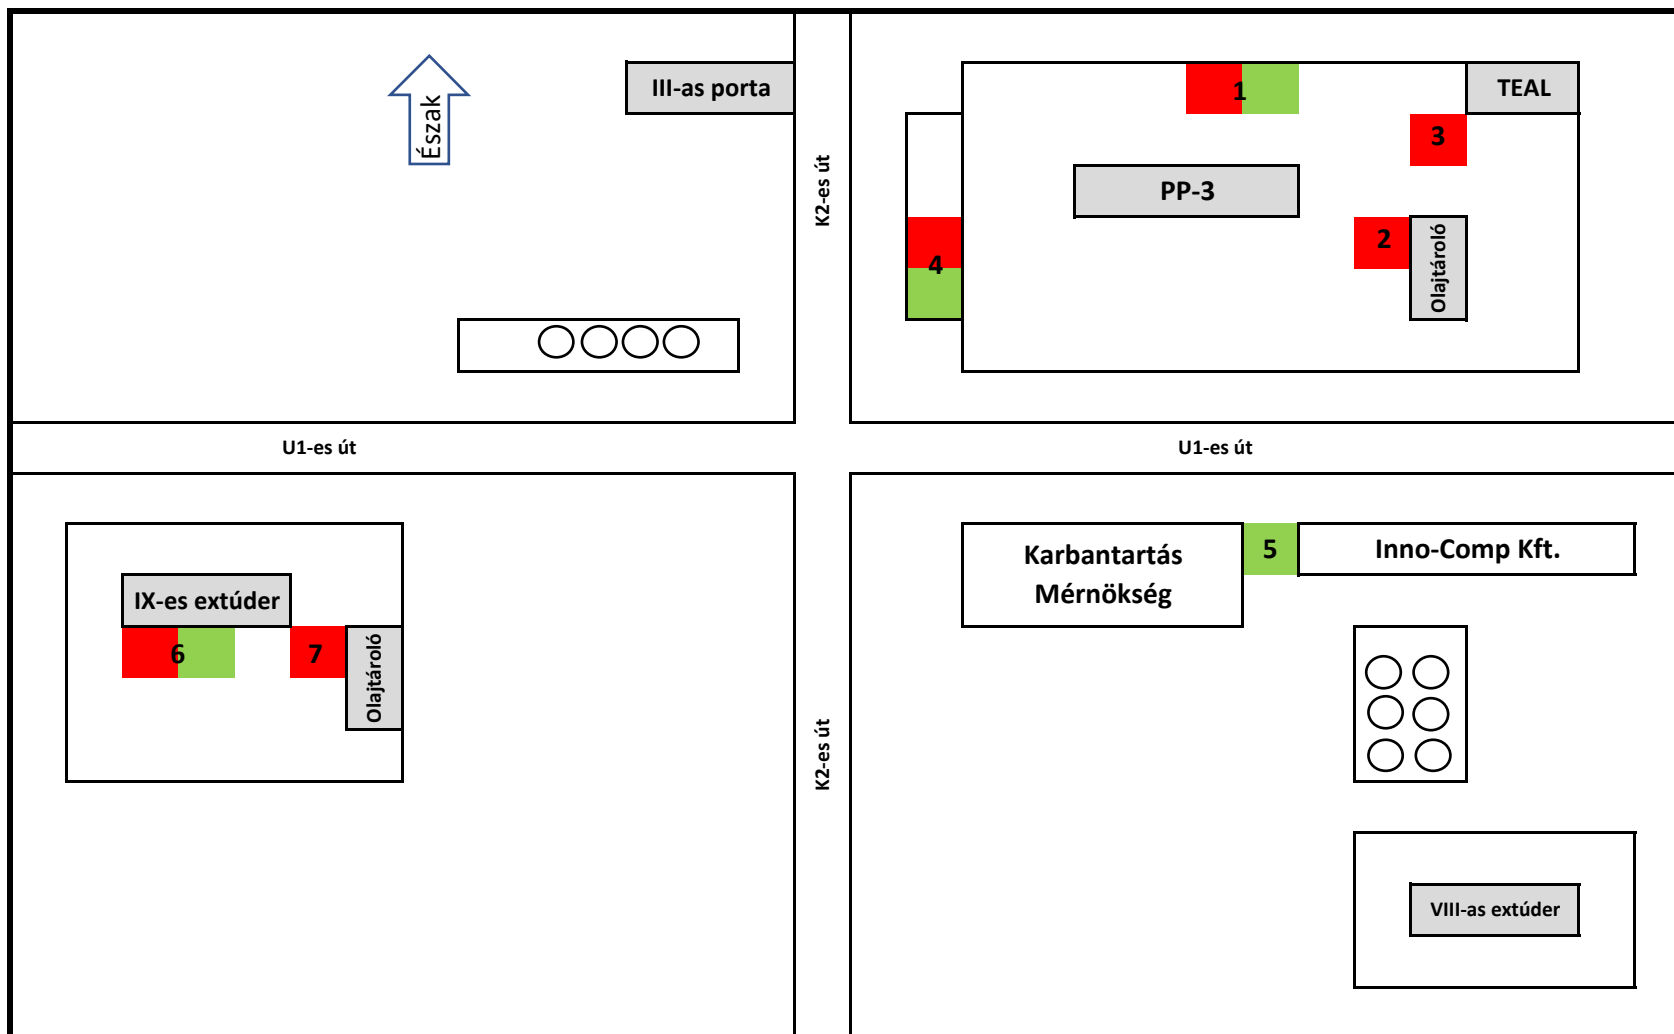 III-as porta
Észak
K2-es út
1
TEAL
3
PP-3
2
Olajtároló
4
U1-es út
U1-es út
Karbantartás
Mérnökség
5
Inno-Comp Kft.
IX-es extúder
6
7
Olajtároló
K2-es út
VIII-as extúder